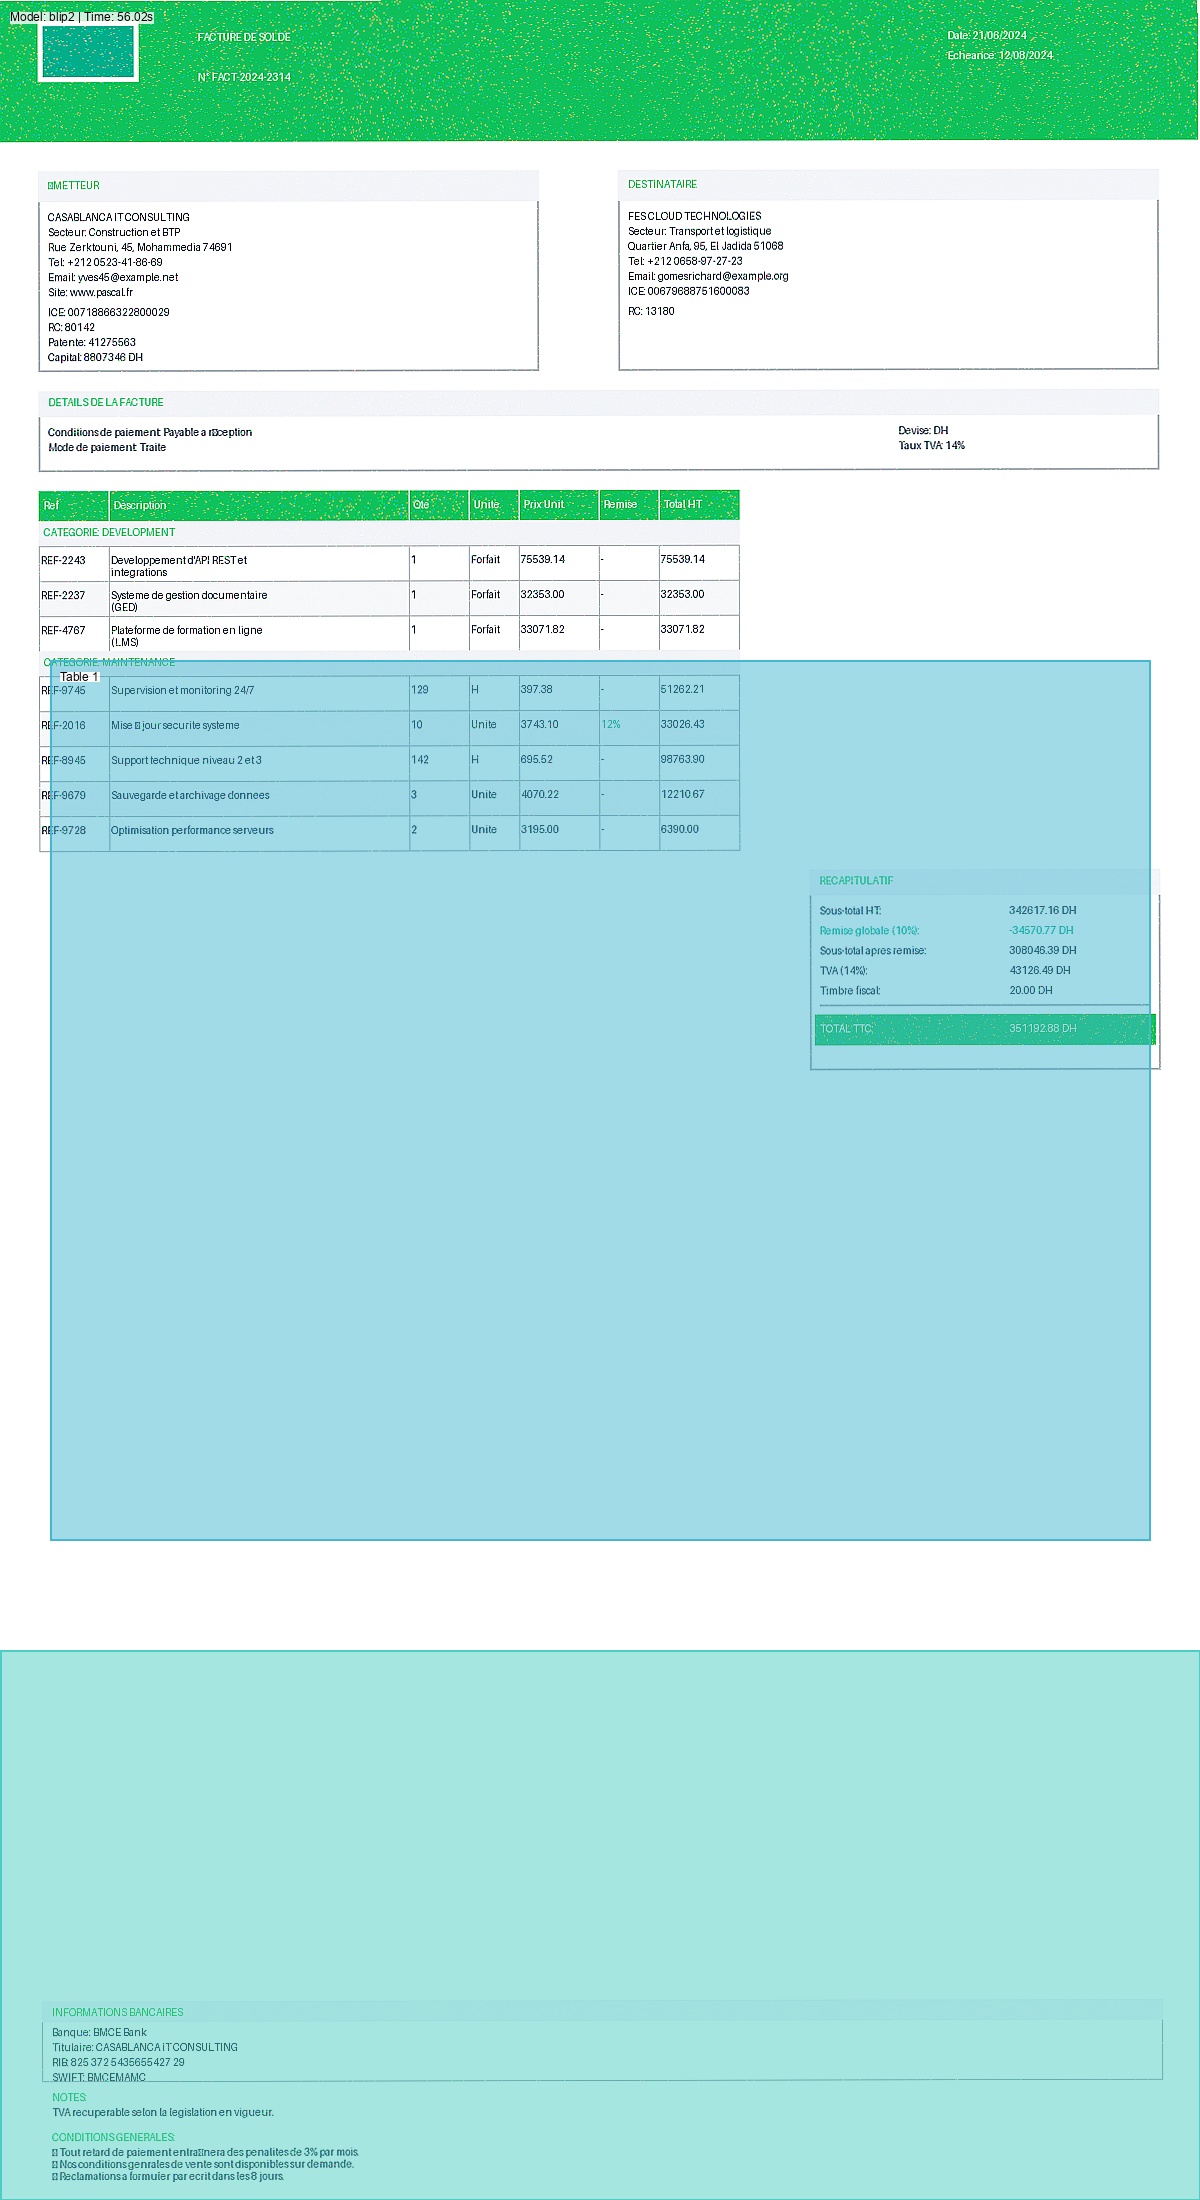 Model: blip2 | Time: 56.02s
FACTURE DE SOLDE
N° FACT-2024-2314
Date: 21/06/2024
Echeance: 12/08/2024
METTEUR
CASABLANCA IT CONSULTING
Secteur: Construction et BTP
Rue Zerktouni, 45, Mohammedia 74691
Tel: +212 0523-41-86-69
Email: yves45@example.net
Site: www.pascal.fr
ICE: 00718866322800029
RC: 80142
Patente: 41275563
Capital: 8807346 DH
DESTINATAIRE
FES CLOUD TECHNOLOGIES
Secteur: Transport et logistique
Quartier Anfa, 95, El Jadida 51068
Tel: +212 0658-97-27-23
Email: gomesrichard@example.org
ICE: 00679688751600083
RC: 13180
DETAILS DE LA FACTURE
Conditions de paiement: Payable a r ception
Mode de paiement: Traite
Devise: DH
Taux TVA: 14%
Ref Description Qte Unite Prix Unit. Remise Total HT
CATEGORIE: DEVELOPMENT
REF-2243 Developpement d'API REST et integrations 1 Forfait 75539.14 - 75539.14
REF-2237 Systeme de gestion documentaire (GED) 1 Forfait 32353.00 - 32353.00
REF-4767 Plateforme de formation en ligne (LMS) 1 Forfait 33071.82 - 33071.82
CATEGORIE: MAINTENANCE
Table 1
REF-9745 Supervision et monitoring 24/7 129 H 397.38 - 51262.21
REF-2016 Mise jour securite systeme 10 Unite 3743.10 12% 33026.43
REF-8945 Support technique niveau 2 et 3 142 H 695.52 - 98763.90
REF-9679 Sauvegarde et archivage donnees 3 Unite 4070.22 - 12210.67
REF-9728 Optimisation performance serveurs 2 Unite 3195.00 - 6390.00
RECAPITULATIF
Sous-total HT: 342617.16 DH
Remise globale (10%): -34570.77 DH
Sous-total apres remise: 308046.39 DH
TVA (14%): 43126.49 DH
Timbre fiscal: 20.00 DH
TOTAL TTC: 351192.88 DH
INFORMATIONS BANCAIRES
Banque: BMCE Bank
Titulaire: CASABLANCA IT CONSULTING
RIB: 825 372 5435655427 29
SWIFT: BMCEMAMC
NOTES:
TVA recuperable selon la legislation en vigueur.
CONDITIONS GENERALES:
Tout retard de paiement entra nera des penalites de 3% par mois.
Nos conditions genrales de vente sont disponibles sur demande.
Reclamations a formuler par ecrit dans les 8 jours.